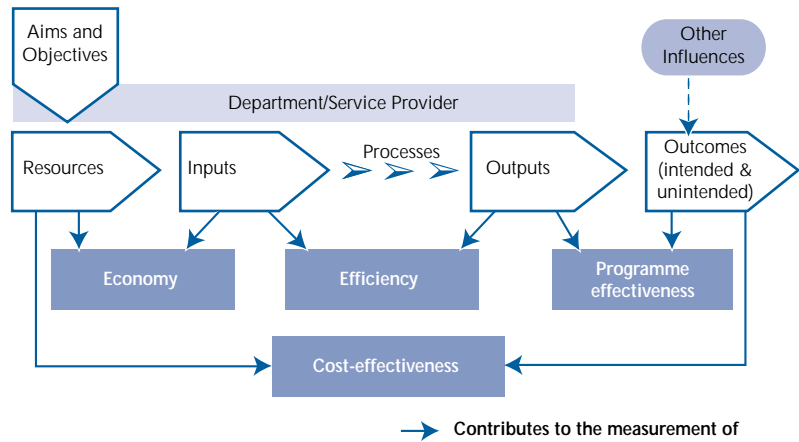 Aims and
Objectives
Other
Influences
Department/Service Provider
Resources
Inputs
Processes
Outputs
Outcomes
(intended &
unintended)
Economy
Efficiency
Programme
effectiveness
Cost-effectiveness
Contributes to the measurement of